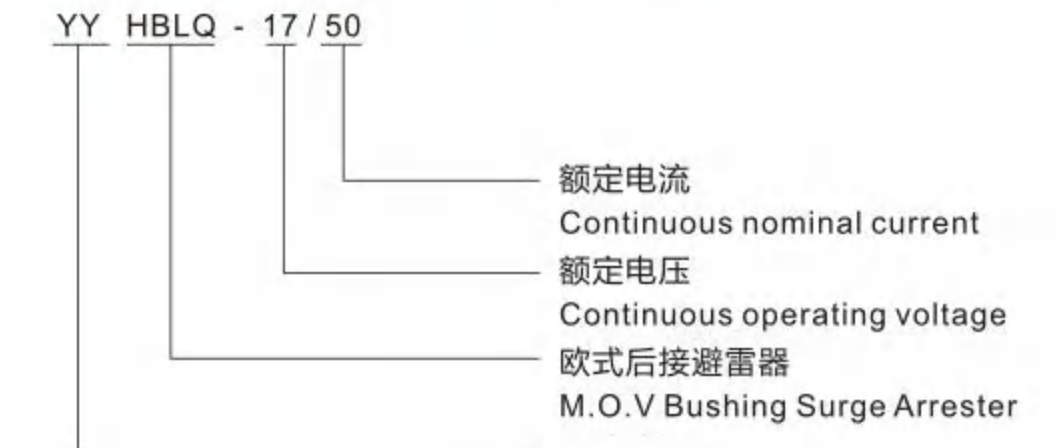 YY HBLQ - 17 / 50
额定电流
Continuous nominal current
额定电压
Continuous operating voltage
欧式后接避雷器
M.O.V Bushing Surge Arrester